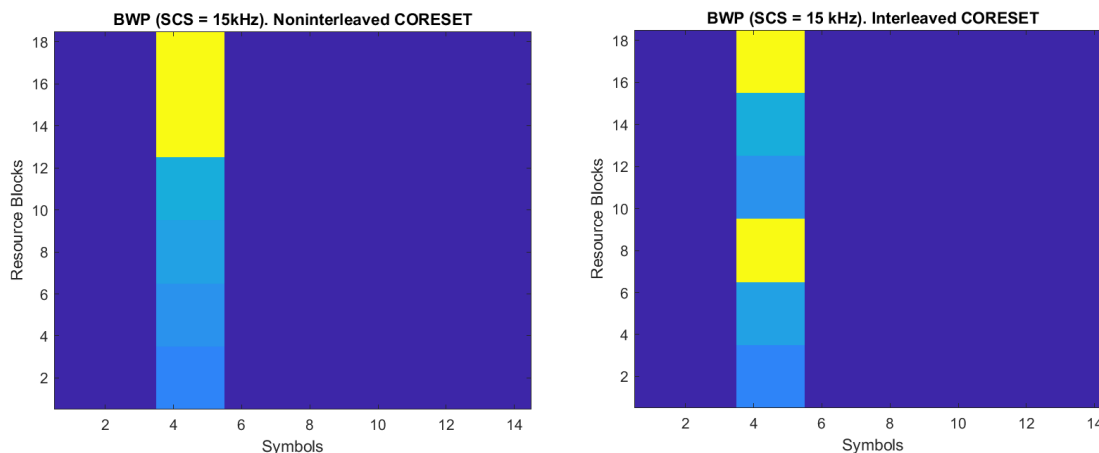 BWP (SCS = 15kHz). Noninterleaved CORESET
18
16
14
12
10
8
6
4
2
Resource Blocks
2 4 6 8 10 12 14
Symbols
BWP (SCS = 15 kHz). Interleaved CORESET
18
16
14
12
10
8
6
4
2
Resource Blocks
2 4 6 8 10 12 14
Symbols